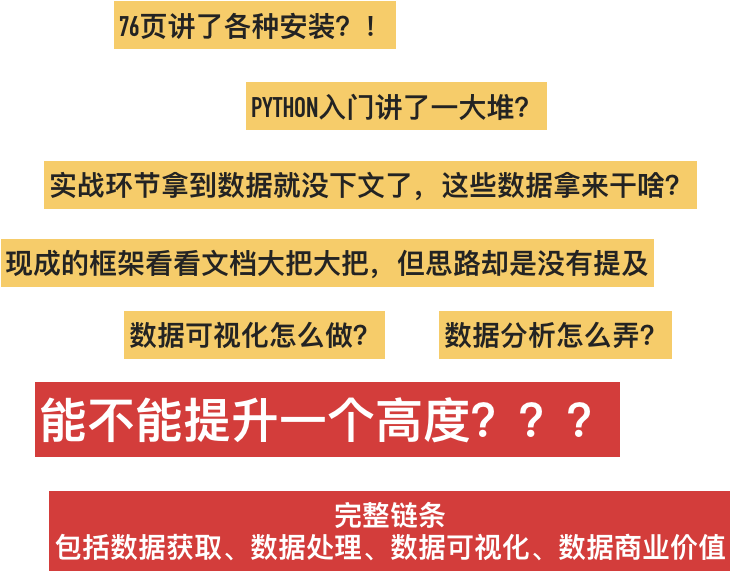 76页讲了各种安装？！
PYTHON入门讲了一大堆？
实战环节拿到数据就没下文了，这些数据拿来干啥？
现成的框架看看文档大把大把，但思路却是没有提及
数据可视化怎么做？
数据分析怎么弄？
能不能提升一个高度？？？
完整链条
包括数据获取、数据处理、数据可视化、数据商业价值